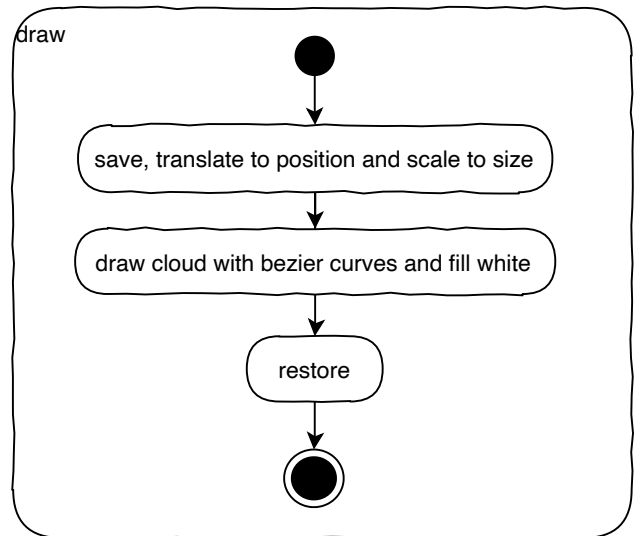 draw
save, translate to position and scale to size
draw cloud with bezier curves and fill white
restore